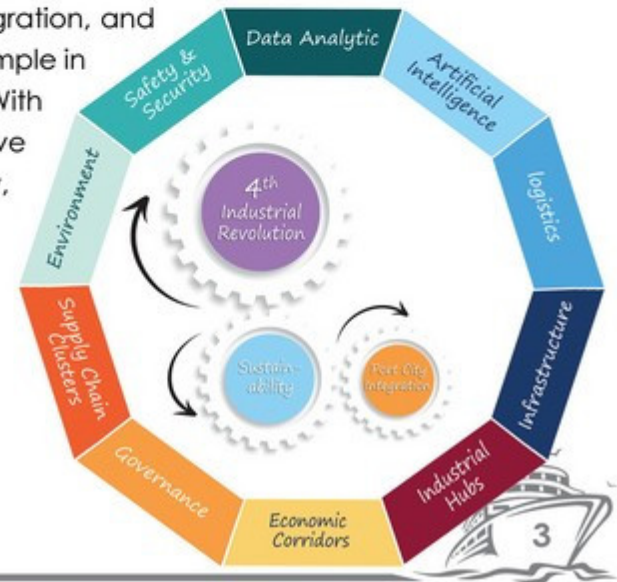 gration, and
mple in
With
ve
,
Data Analytic
Artificial
Intelligence
logistics
Infrastructure
Industrial
Hubs
Economic
Corridors
Governance
Supply Chain
Clusters
Environment
Safety &
Security
4th
Industrial
Revolution
Sustain-
ability
Port City
Integration
3